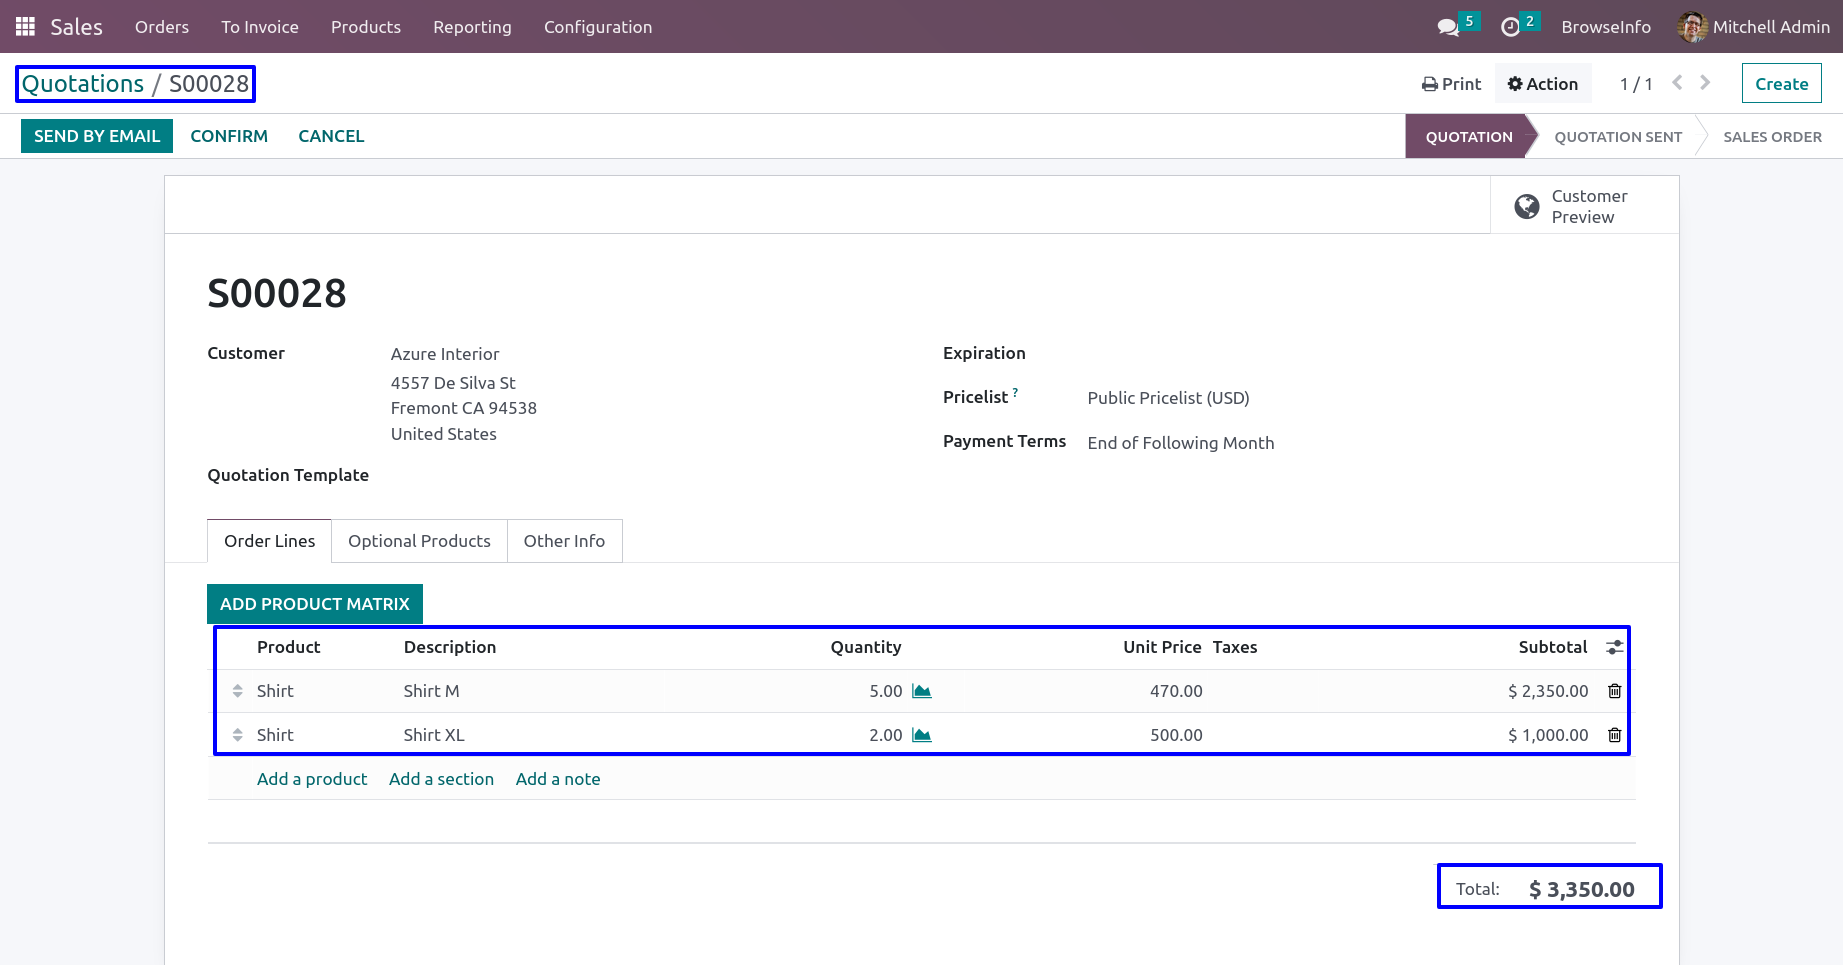 Sales Orders To Invoice Products Reporting Configuration 5 2 BrowseInfo Mitchell Admin
Quotations / S00028 Print Action 1 / 1 Create
SEND BY EMAIL CONFIRM CANCEL QUOTATION QUOTATION SENT SALES ORDER
Customer
Preview
S00028
Customer Azure Interior
4557 De Silva St
Fremont CA 94538
United States
Quotation Template
Expiration
Pricelist ? Public Pricelist (USD)
Payment Terms End of Following Month
Order Lines Optional Products Other Info
ADD PRODUCT MATRIX
Product Description Quantity Unit Price Taxes Subtotal
Shirt Shirt M 5.00 470.00 $ 2,350.00
Shirt Shirt XL 2.00 500.00 $ 1,000.00
Add a product Add a section Add a note
Total: $ 3,350.00